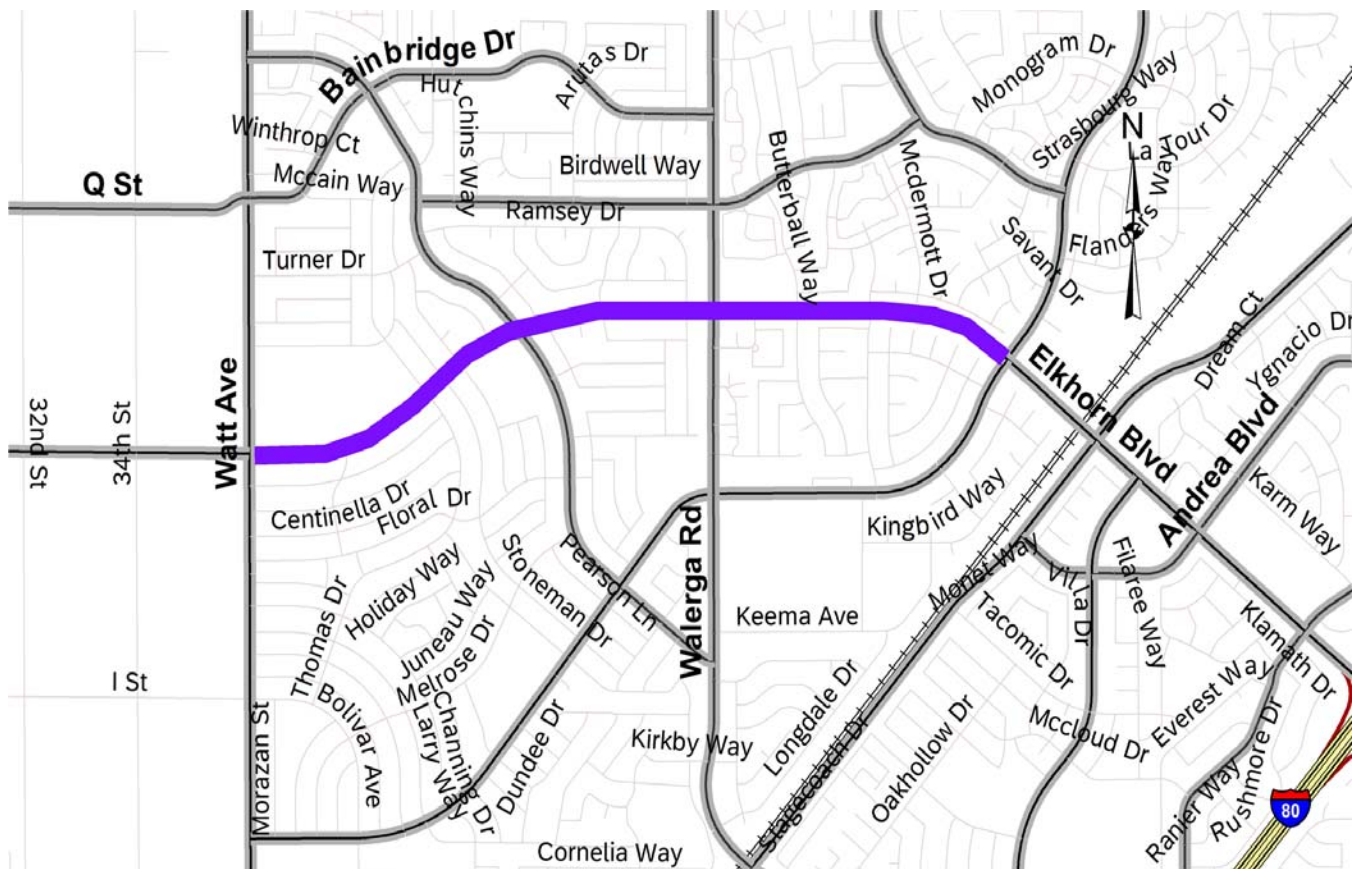 Bainbridge Dr
Arutas Dr
Monogram Dr
Hutchins Way
Strasbourg Way
Winthrop Ct
N
La Tour Dr
Birdwell Way
Butterball Way
Mcdermott Dr
Q St
Mccain Way
Ramsey Dr
Flanders Way
Savant Dr
Turner Dr
Dream Ct
Ygnacio Dr
Elkhorn Blvd
Watt Ave
32nd St
34th St
Andrea Blvd
Centinella Dr
Floral Dr
Kingbird Way
Karm Way
Walerga Rd
Stoneman Dr
Pearson Ln
Holiday Way
Juneau Way
Thomas Dr
Monet Way
Villa Dr
Filaree Way
Keema Ave
Tacomic Dr
Klamath Dr
Melrose Dr
I St
Bolivar Ave
Channing Dr
Larry Way
Dundee Dr
Kirkby Way
Longdale Dr
Stagecoach Dr
Oakhollow Dr
Mccloud Dr
Everest Way
Rushmore Dr
Ranier Way
Morazan St
80
Cornelia Way